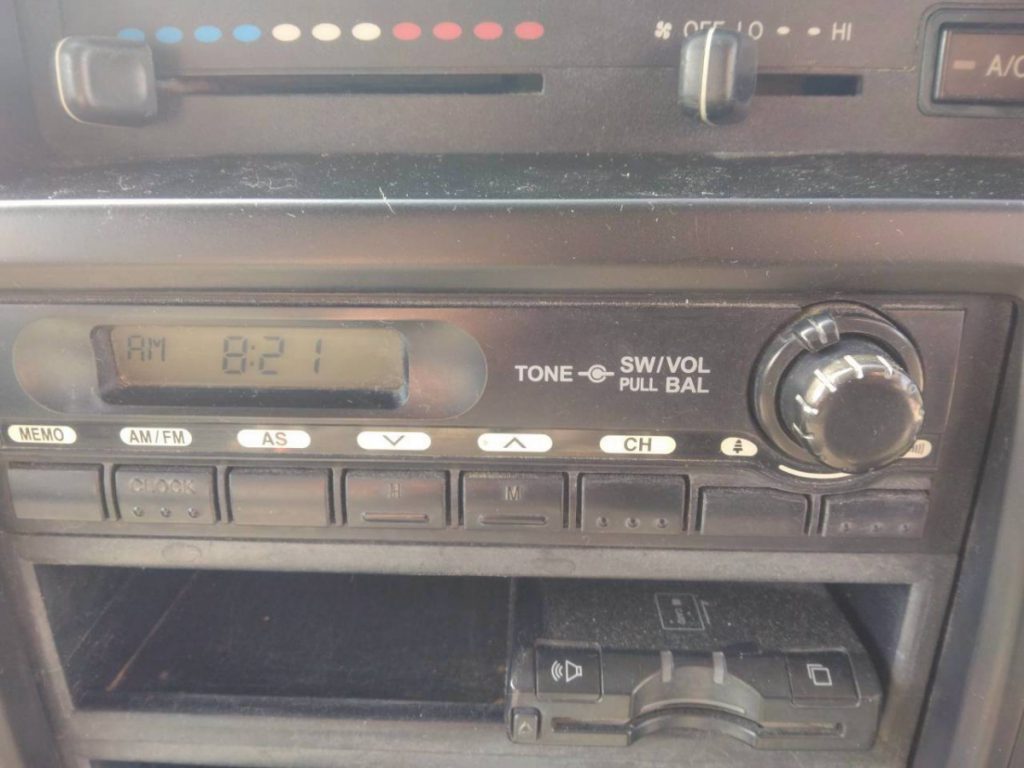 OFF LO HI
A/C
AM 8:21
TONE SW/VOL
PULL BAL
MEMO AM/FM AS CH
CLOCK H M